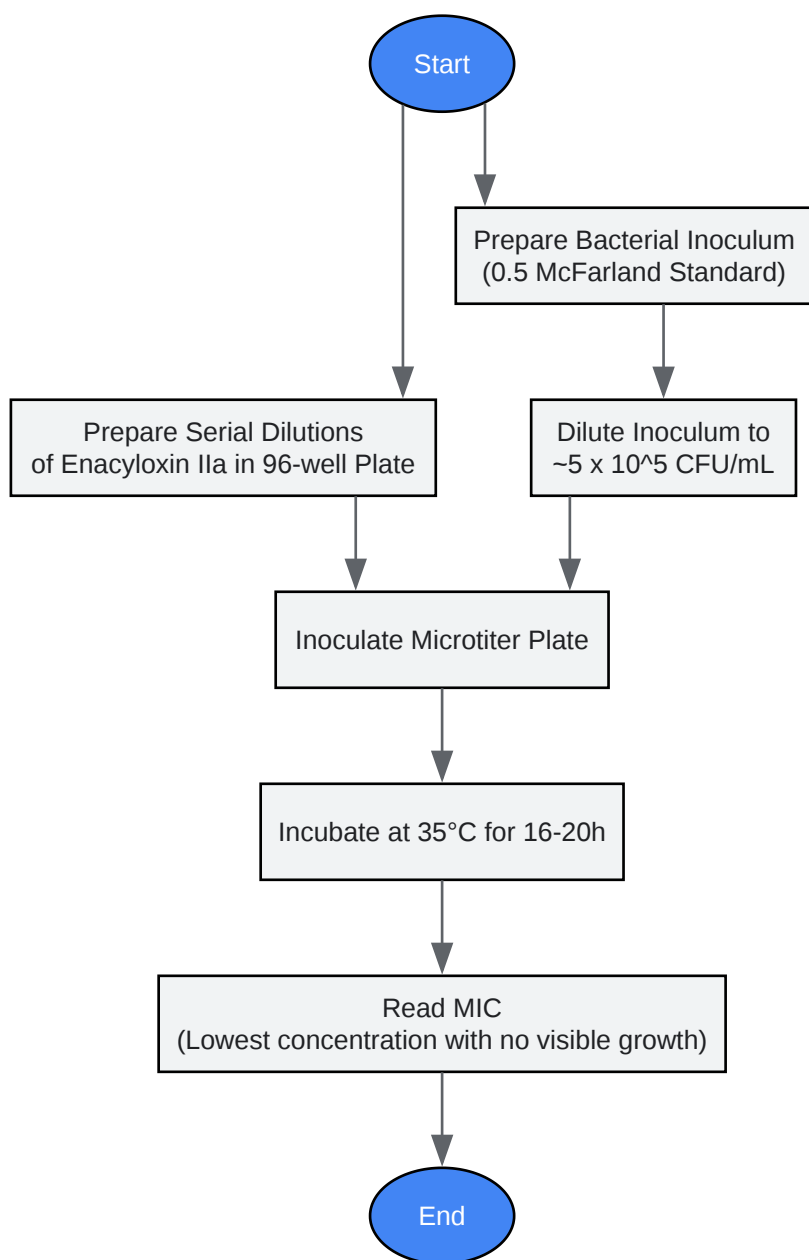 Start
Prepare Bacterial Inoculum
(0.5 McFarland Standard)
Prepare Serial Dilutions
of Enacyloxin IIa in 96-well Plate
Dilute Inoculum to
~5 x 10^5 CFU/mL
Inoculate Microtiter Plate
Incubate at 35°C for 16-20h
Read MIC
(Lowest concentration with no visible growth)
End